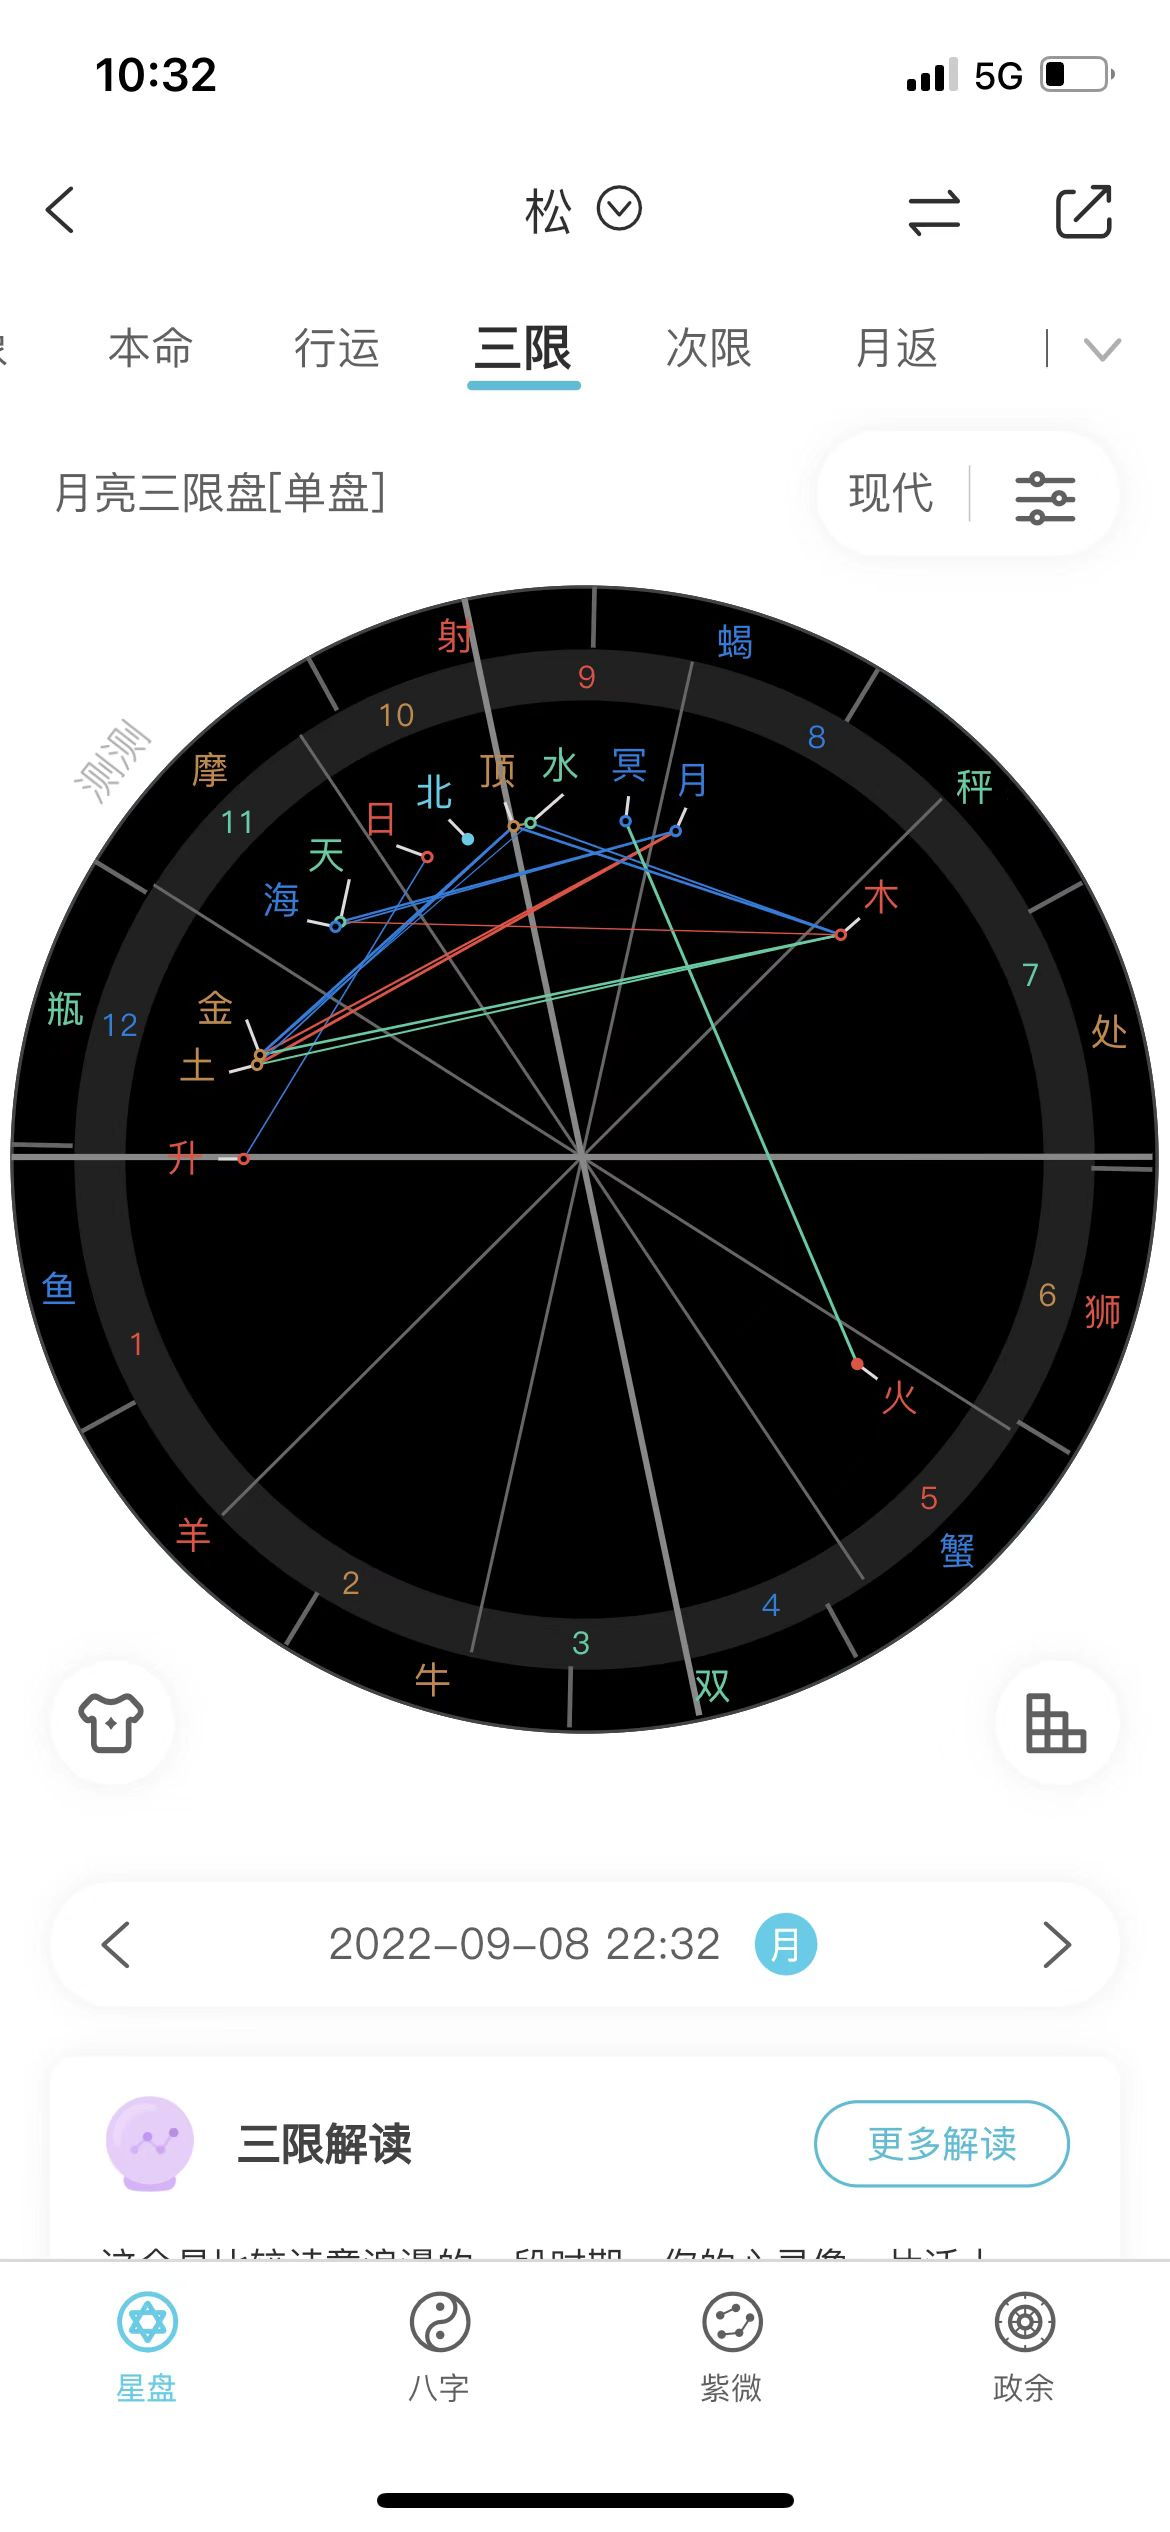 10:32 5G
松
本命 行运 三限 次限 月返
月亮三限盘[单盘] 现代
射 蝎
9
10 8
测测
摩 顶 水 冥 月 秤
北
11 日
天
海 木
7
瓶 12 金 处
土
升
鱼 6 狮
1
火
5
羊 蟹
2 4
3
牛 双
2022-09-08 22:32 月
三限解读 更多解读
星盘 八字 紫微 政余